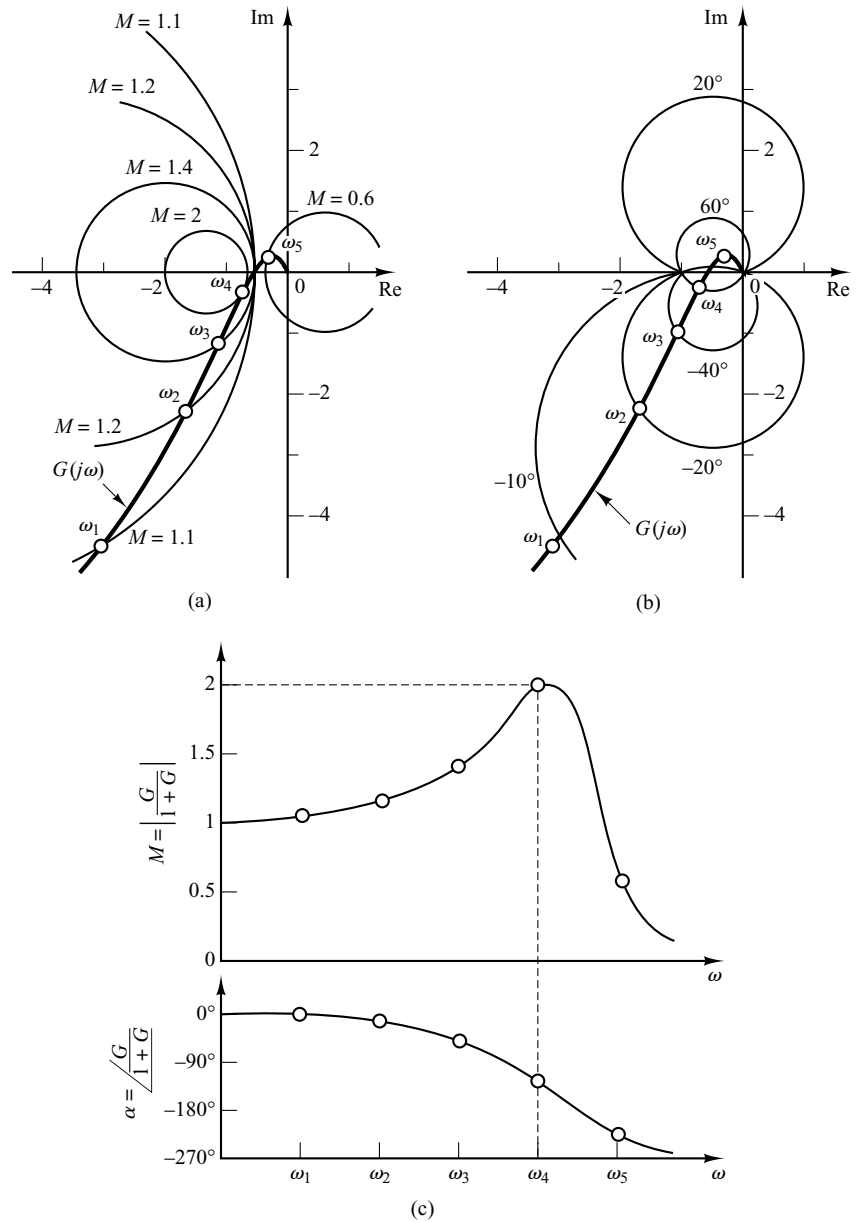 Im
M = 1.1
M = 1.2
M = 1.4
M = 2
M = 0.6
2
ω5
–4
–2
0
Re
ω4
ω3
–2
ω2
M = 1.2
G(jω)
–4
ω1
M = 1.1
(a)
Im
20°
2
60°
ω5
–4
–2
0
Re
ω4
ω3
–40°
–2
ω2
–20°
–10°
–4
ω1
G(jω)
(b)
M = |G/1 + G|
2
1.5
1
0.5
0
ω
α = /G/1 + G
0°
–90°
–180°
–270°
ω1 ω2 ω3 ω4 ω5 ω
(c)